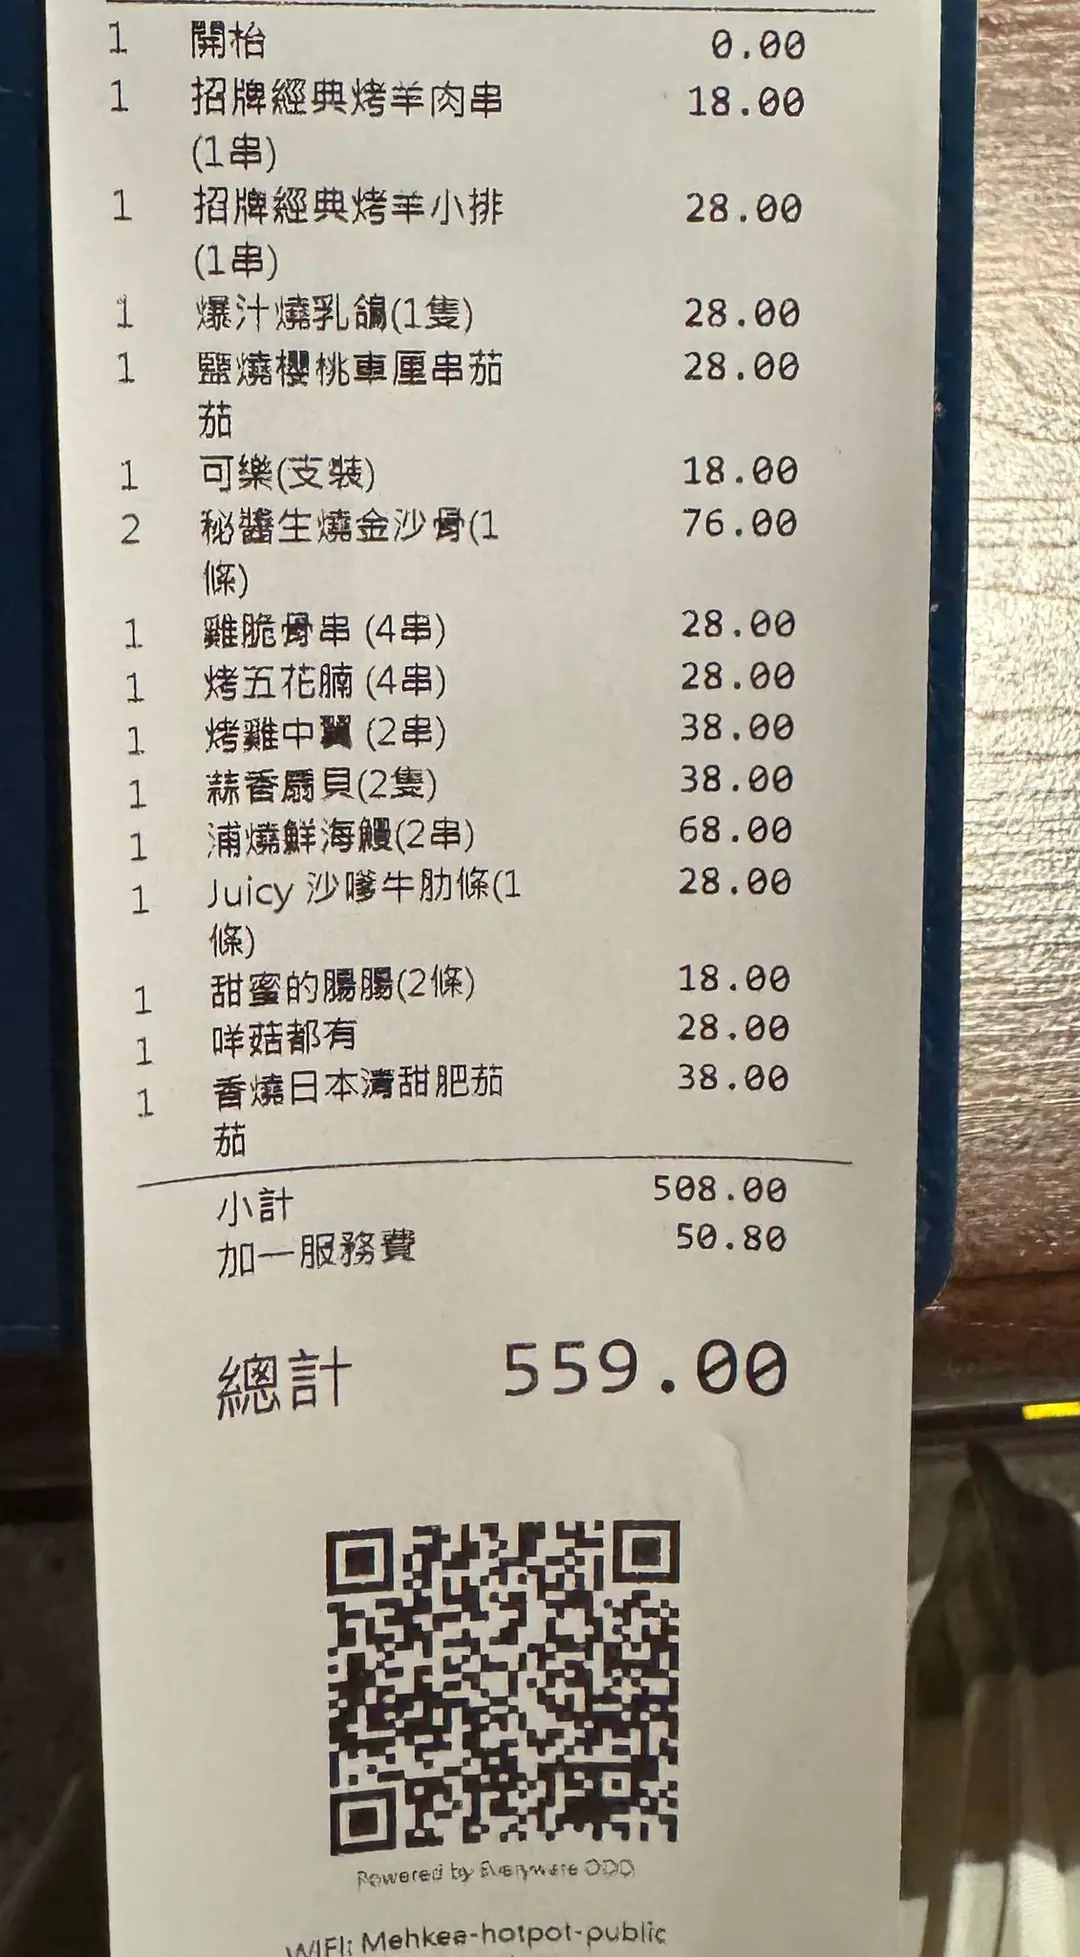 1 開枱 0.00
1 招牌經典烤羊肉串 18.00
(1串)
1 招牌經典烤羊小排 28.00
(1串)
1 爆汁燒乳鴿(1隻) 28.00
1 鹽燒櫻桃車厘串茄 28.00
茄
1 可樂(支裝) 18.00
2 秘醬生燒金沙骨(1 76.00
條)
1 雞脆骨串 (4串) 28.00
1 烤五花腩 (4串) 28.00
1 烤雞中翼 (2串) 38.00
1 蒜香扇貝(2隻) 38.00
1 浦燒鮮海鰻(2串) 68.00
1 Juicy 沙嗲牛肋條(1 28.00
條)
1 甜蜜的腸腸(2條) 18.00
1 咩菇都有 28.00
1 香燒日本清甜肥茄 38.00
茄
小計 508.00
加一服務費 50.80
總計 559.00
Powered by
WIFI: Mehkea-hotpot-public